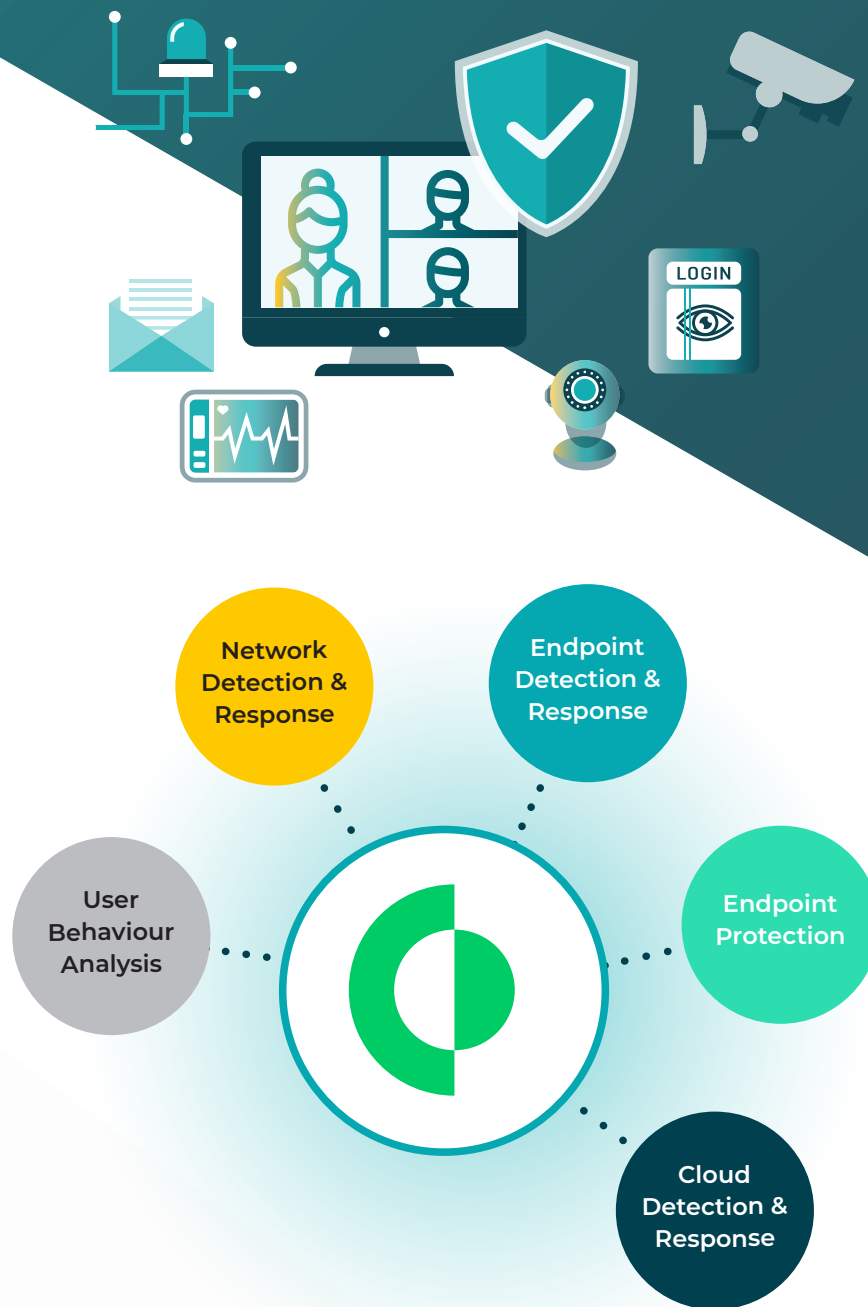 LOGIN
Network
Detection &
Response
Endpoint
Detection &
Response
User
Behaviour
Analysis
Endpoint
Protection
Cloud
Detection &
Response